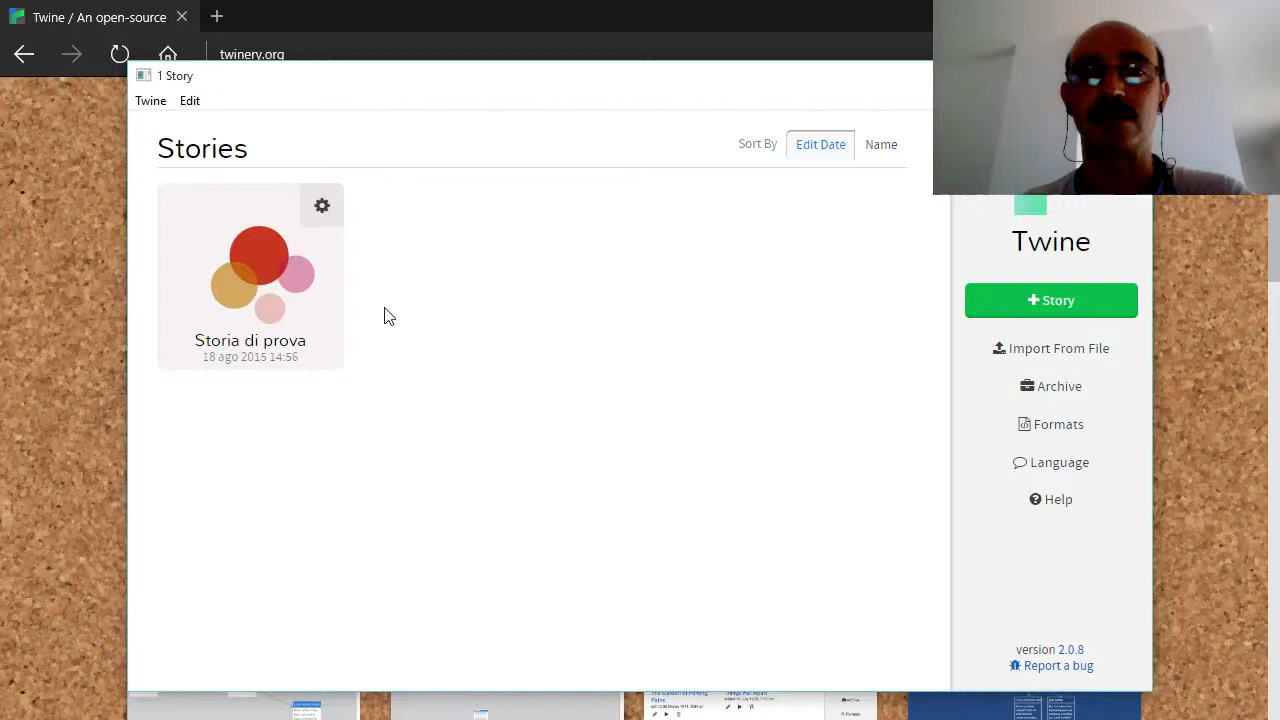 Twine / An open-source
twinery.org
1 Story
Twine Edit
Stories
Sort By Edit Date Name
Storia di prova
18 ago 2015 14:56
Twine
+ Story
Import From File
Archive
Formats
Language
Help
version 2.0.8
Report a bug